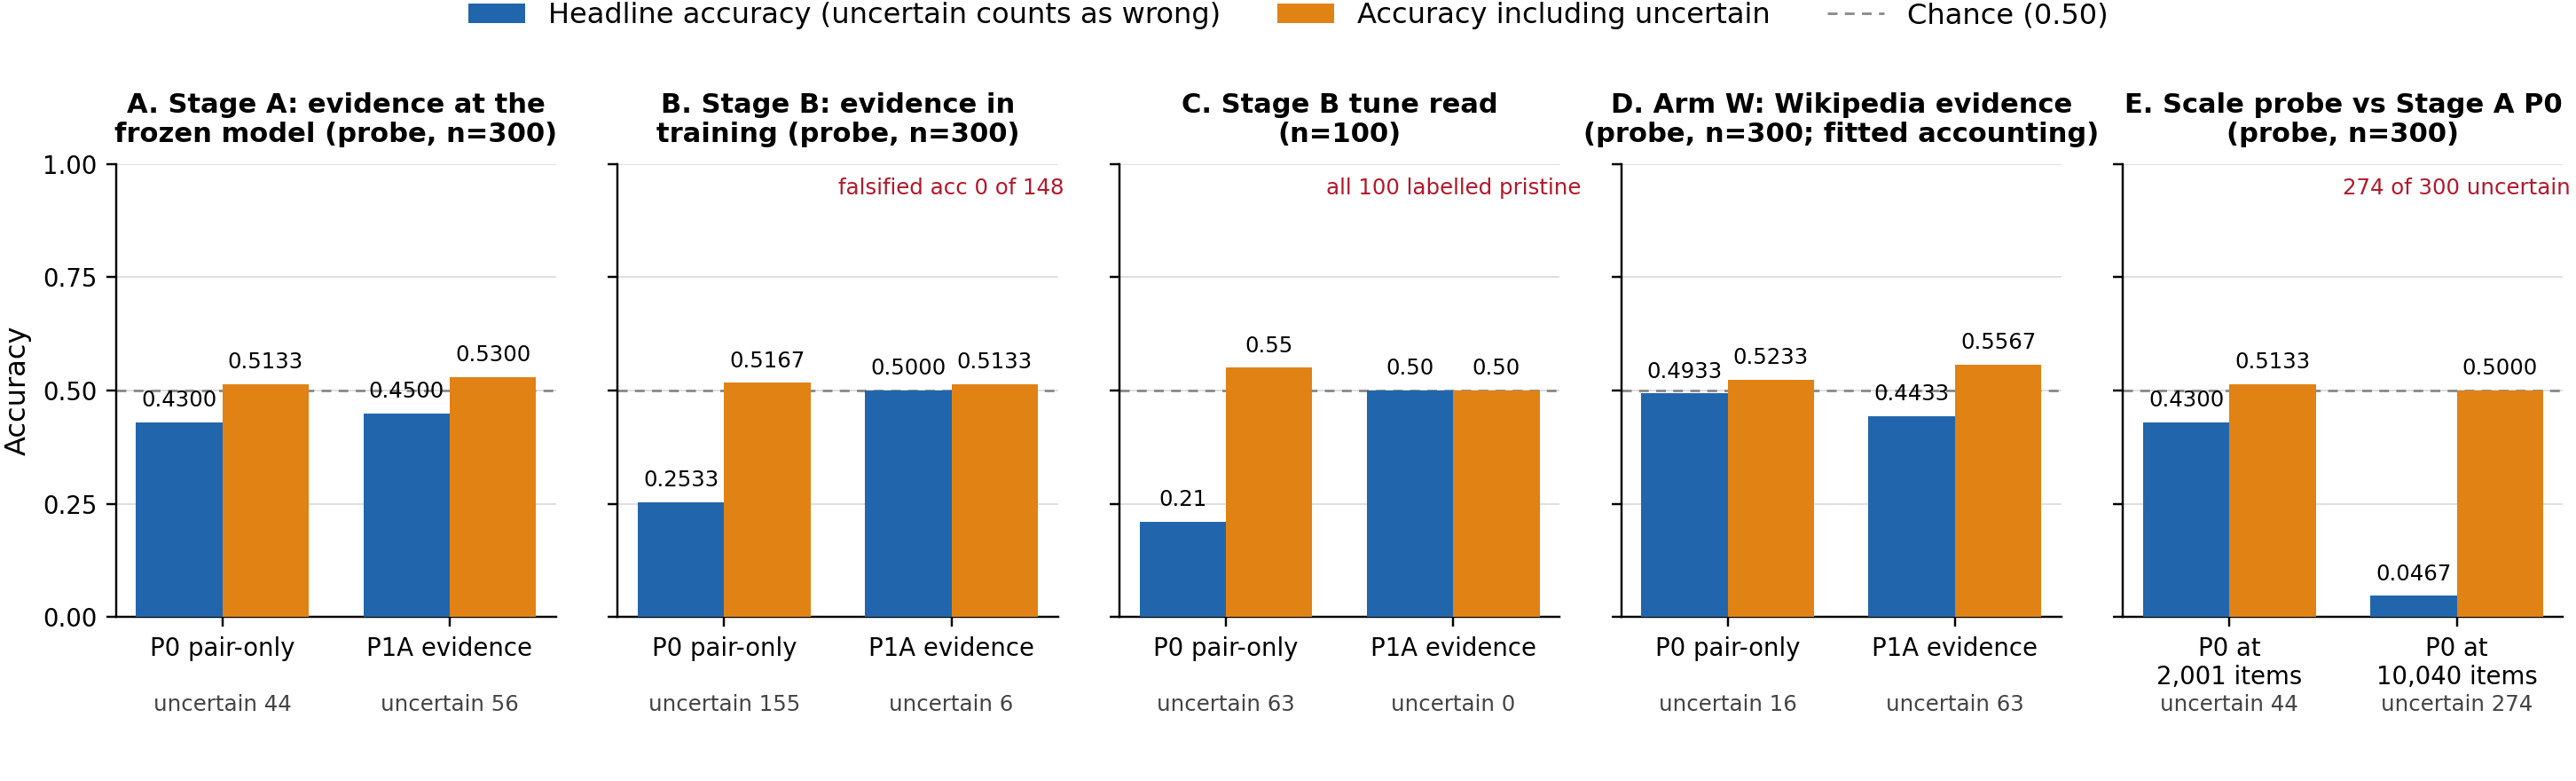 Headline accuracy (uncertain counts as wrong)
Accuracy including uncertain
Chance (0.50)
A. Stage A: evidence at the
frozen model (probe, n=300)
1.00
0.75
0.50
0.25
0.00
Accuracy
0.4300
0.5133
0.4500
0.5300
P0 pair-only
P1A evidence
uncertain 44
uncertain 56
B. Stage B: evidence in
training (probe, n=300)
falsified acc 0 of 148
0.2533
0.5167
0.5000
0.5133
P0 pair-only
P1A evidence
uncertain 155
uncertain 6
C. Stage B tune read
(n=100)
all 100 labelled pristine
0.21
0.55
0.50
0.50
P0 pair-only
P1A evidence
uncertain 63
uncertain 0
D. Arm W: Wikipedia evidence
(probe, n=300; fitted accounting)
0.4933
0.5233
0.4433
0.5567
P0 pair-only
P1A evidence
uncertain 16
uncertain 63
E. Scale probe vs Stage A P0
(probe, n=300)
274 of 300 uncertain
0.4300
0.5133
0.0467
0.5000
P0 at
2,001 items
P0 at
10,040 items
uncertain 44
uncertain 274